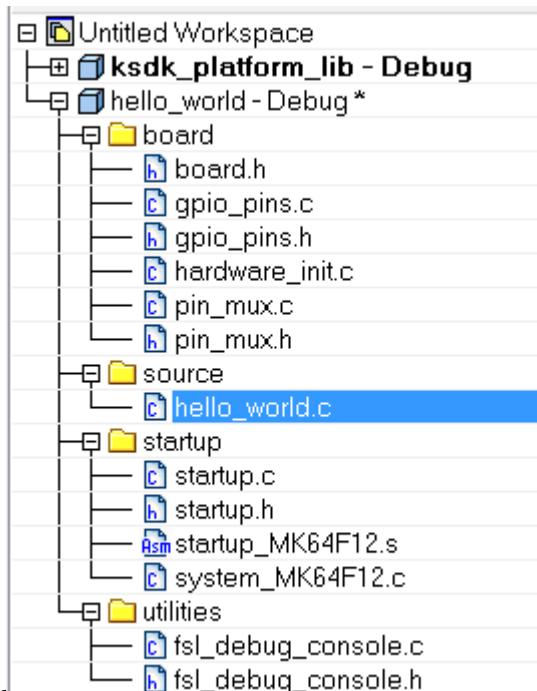 Untitled Workspace
ksdk_platform_lib - Debug
hello_world - Debug *
board
board.h
gpio_pins.c
gpio_pins.h
hardware_init.c
pin_mux.c
pin_mux.h
source
hello_world.c
startup
startup.c
startup.h
Asm startup_MK64F12.s
system_MK64F12.c
utilities
fsl_debug_console.c
fsl_debug_console.h